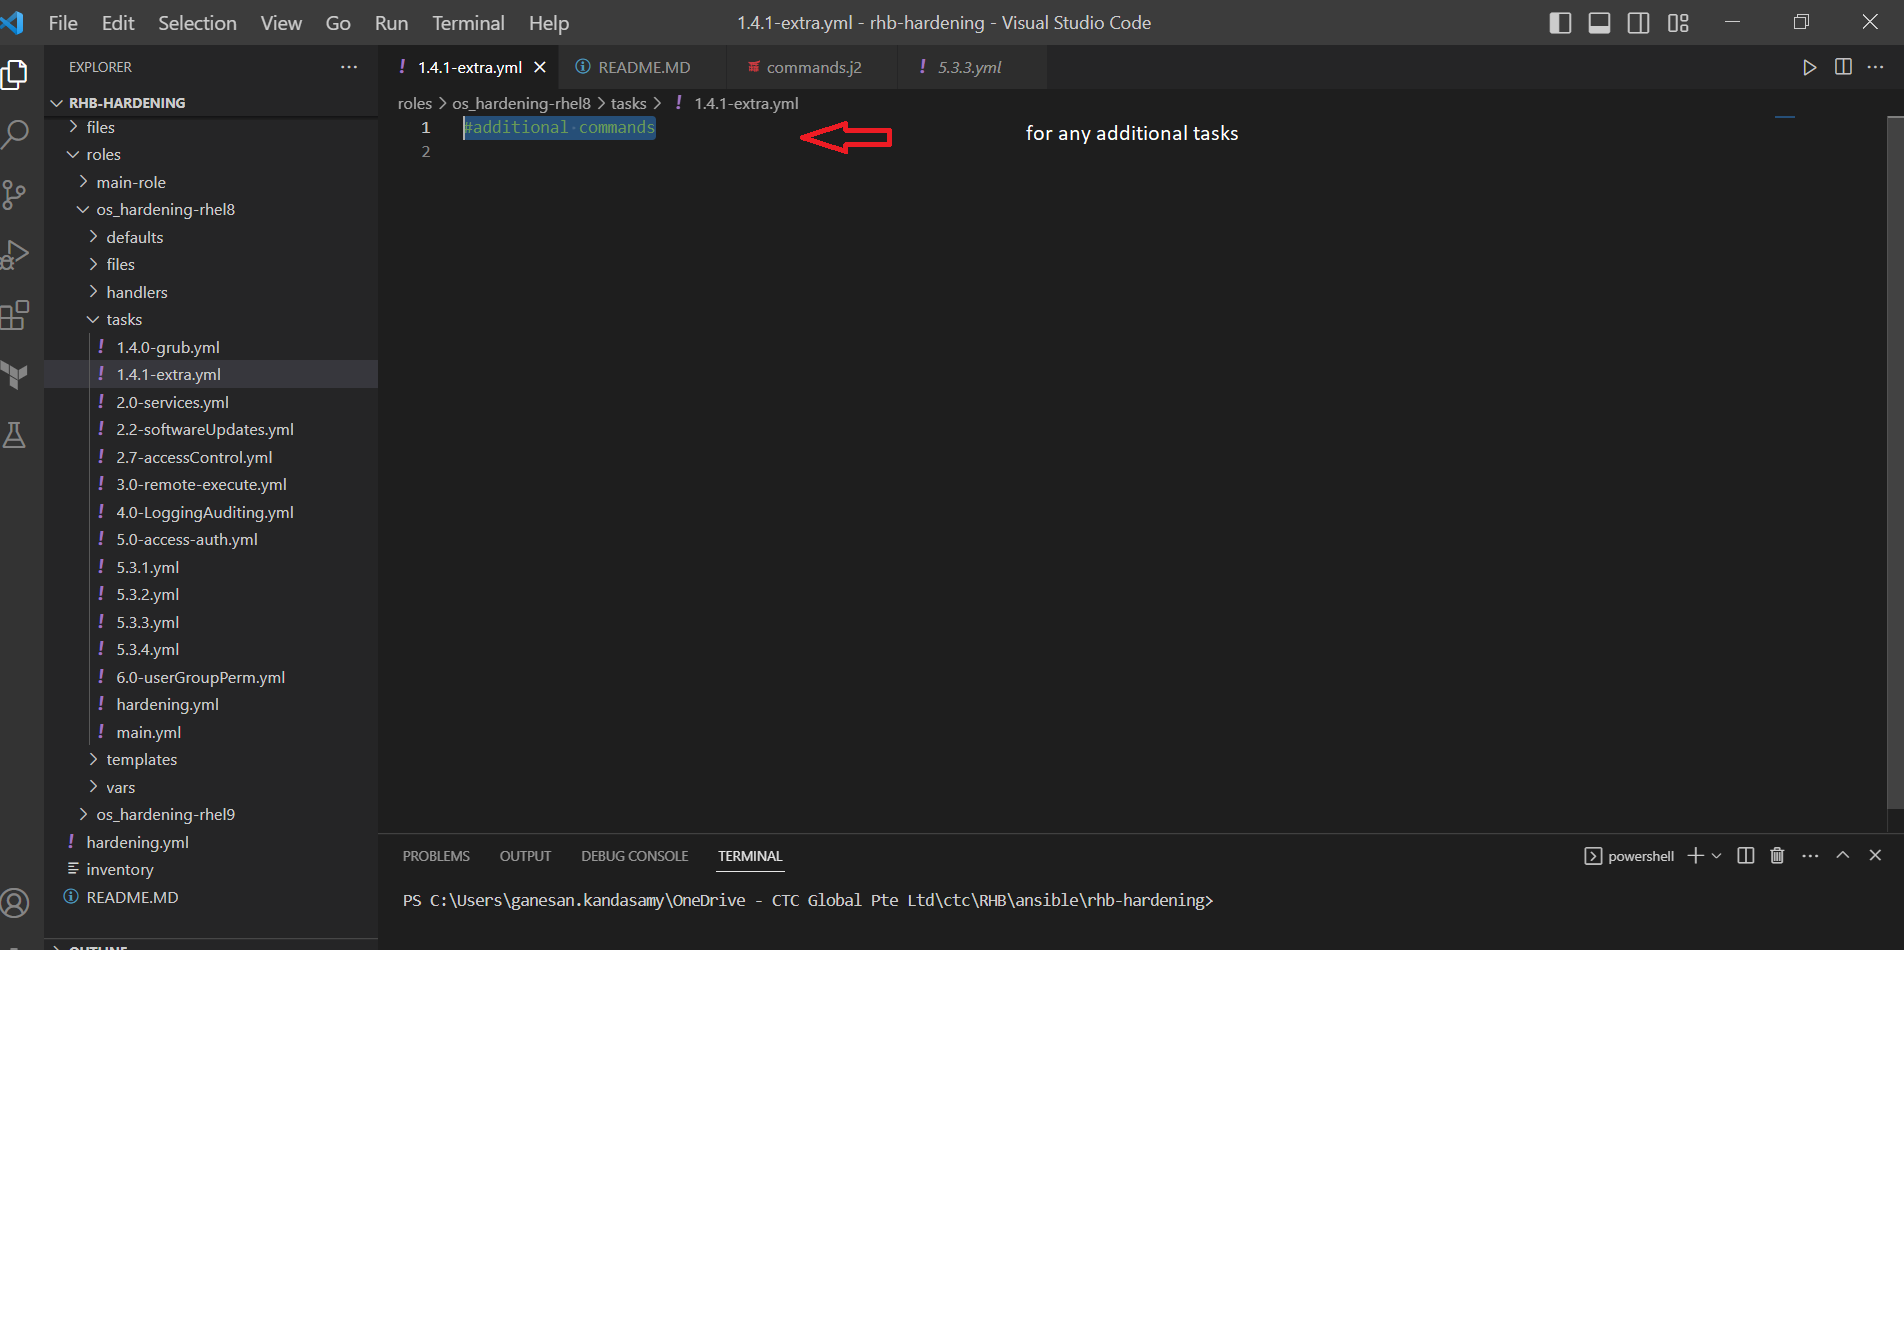 File Edit Selection View Go Run Terminal Help 1.4.1-extra.yml - rhb-hardening - Visual Studio Code
EXPLORER
RHB-HARDENING
files
roles
main-role
os_hardening-rhel8
defaults
files
handlers
tasks
1.4.0-grub.yml
1.4.1-extra.yml
2.0-services.yml
2.2-softwareUpdates.yml
2.7-accessControl.yml
3.0-remote-execute.yml
4.0-LoggingAuditing.yml
5.0-access-auth.yml
5.3.1.yml
5.3.2.yml
5.3.3.yml
5.3.4.yml
6.0-userGroupPerm.yml
hardening.yml
main.yml
templates
vars
os_hardening-rhel9
hardening.yml
inventory
README.MD
OUTLINE
1.4.1-extra.yml README.MD commands.j2 5.3.3.yml
roles > os_hardening-rhel8 > tasks > ! 1.4.1-extra.yml
1 #additional commands
for any additional tasks
2
PROBLEMS OUTPUT DEBUG CONSOLE TERMINAL powershell
PS C:\Users\ganesan.kandasamy\OneDrive - CTC Global Pte Ltd\ctc\RHB\ansible\rhb-hardening>